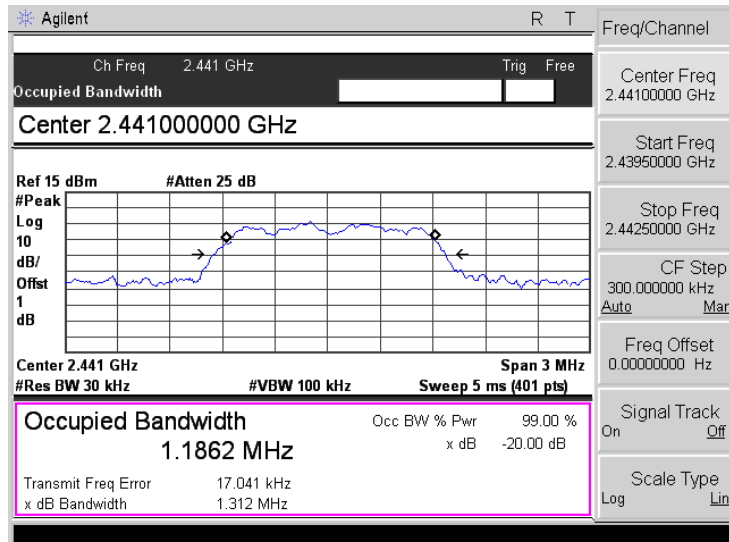 Agilent
R T
Freq/Channel
Ch Freq 2.441 GHz Trig Free
Occupied Bandwidth
Center 2.441000000 GHz
Ref 15 dBm #Atten 25 dB
#Peak
Log
10
dB/
Offst
1
dB
Center 2.441 GHz Span 3 MHz
#Res BW 30 kHz #VBW 100 kHz Sweep 5 ms (401 pts)
Occupied Bandwidth
1.1862 MHz
Occ BW % Pwr 99.00 %
x dB -20.00 dB
Transmit Freq Error 17.041 kHz
x dB Bandwidth 1.312 MHz
Center Freq
2.44100000 GHz
Start Freq
2.43950000 GHz
Stop Freq
2.44250000 GHz
CF Step
300.000000 kHz
Auto Man
Freq Offset
0.00000000 Hz
Signal Track
On Off
Scale Type
Log Lin